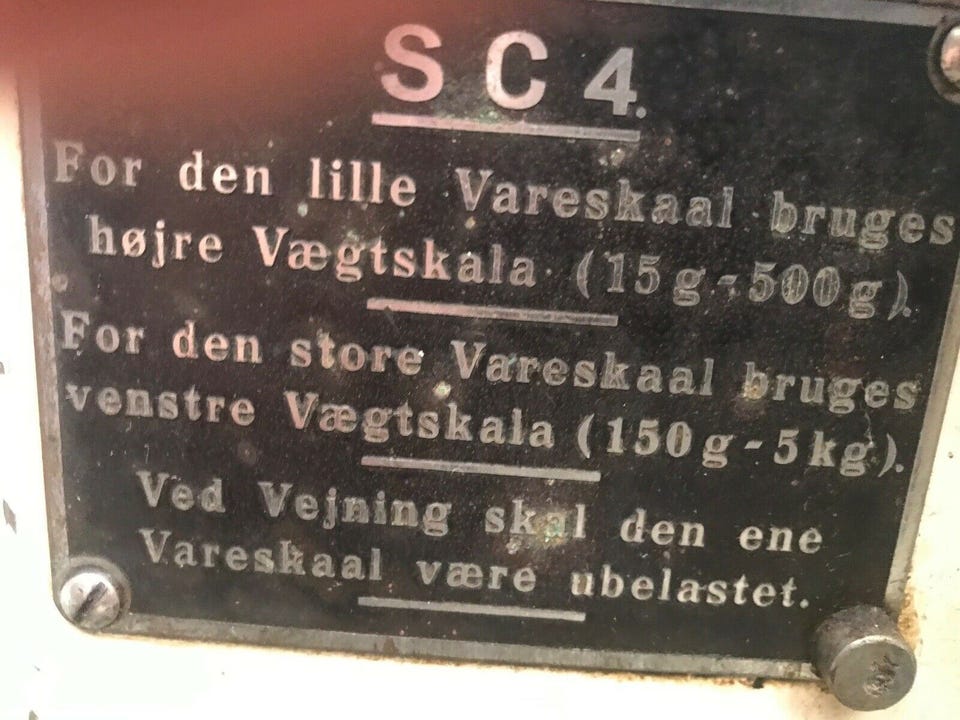 SC4.
For den lille Vareskaal bruges
højre Vægtskala (15g-500g).
For den store Vareskaal bruges
venstre Vægtskala (150g-5kg).
Ved Vejning skal den ene
Vareskaal være ubelastet.